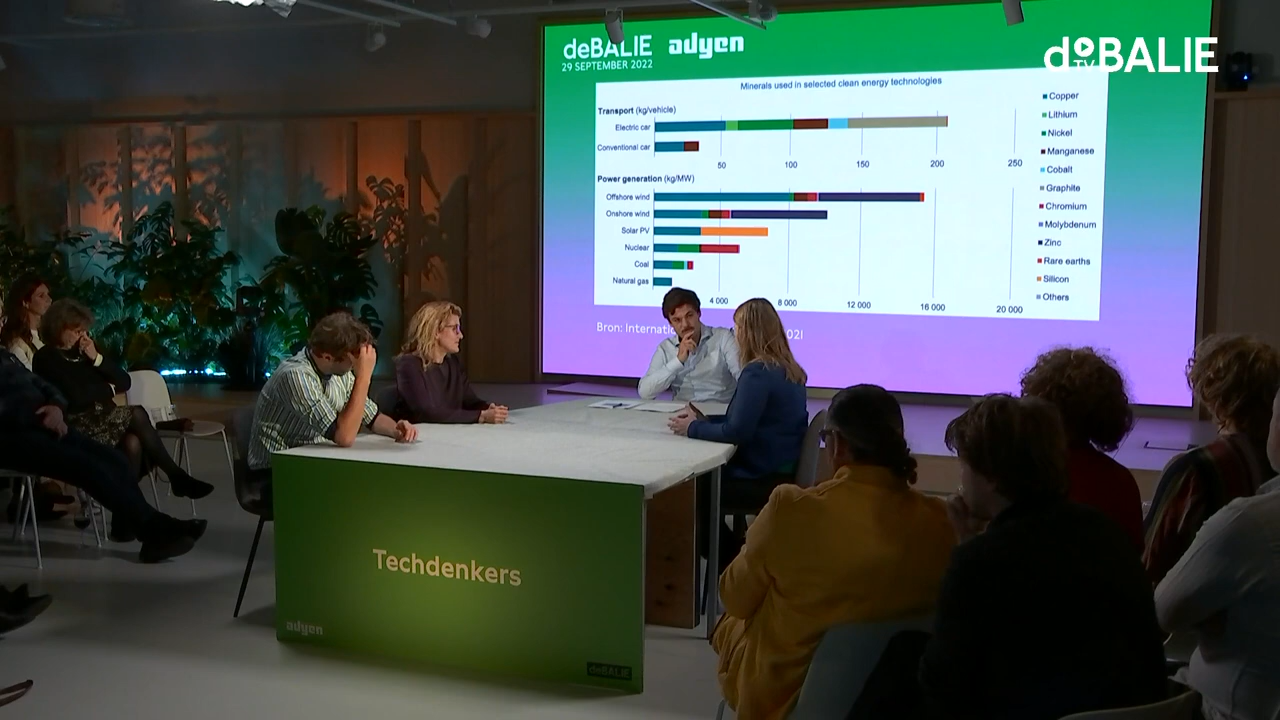 deBALIE adyen
29 SEPTEMBER 2022
doBALIE
TV
Minerals used in selected clean energy technologies
Transport (kg/vehicle)
Electric car
Conventional car
50 100 150 200 250
Power generation (kg/MW)
Offshore wind
Onshore wind
Solar PV
Nuclear
Coal
Natural gas
4 000 8 000 12 000 16 000 20 000
Copper
Lithium
Nickel
Manganese
Cobalt
Graphite
Chromium
Molybdenum
Zinc
Rare earths
Silicon
Others
Bron:
Techdenkers
adyen
deBALIE